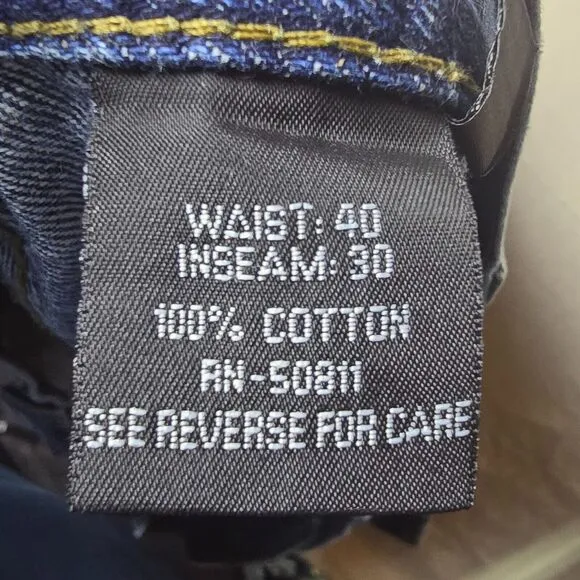 WAIST: 40
INSEAM: 30
100% COTTON
RN-50811
SEE REVERSE FOR CARE